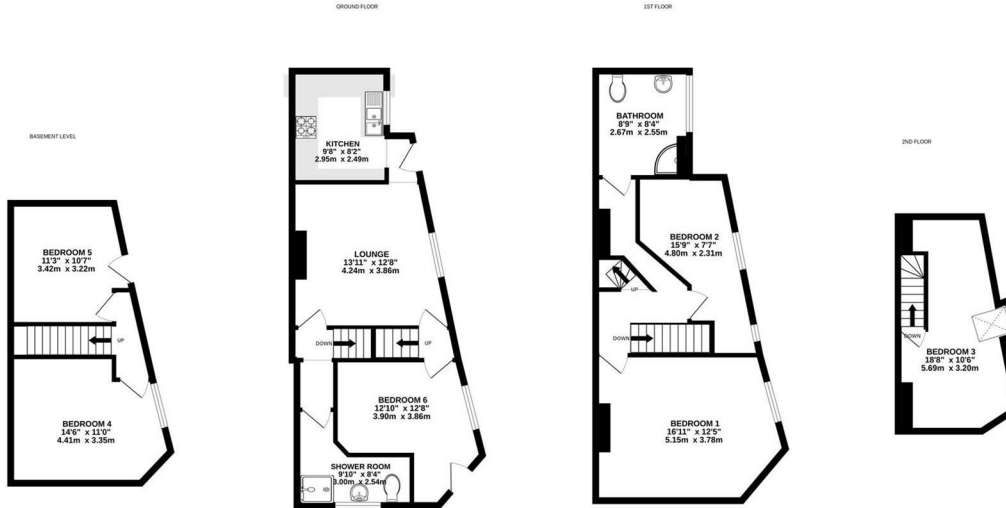 BASEMENT LEVEL
BEDROOM 5
11'3" x 10'7"
3.42m x 3.22m
UP
BEDROOM 4
14'6" x 11'0"
4.41m x 3.35m
GROUND FLOOR
KITCHEN
9'8" x 8'2"
2.95m x 2.49m
LOUNGE
13'11" x 12'8"
4.24m x 3.86m
DOWN
UP
BEDROOM 6
12'10" x 12'8"
3.90m x 3.86m
SHOWER ROOM
9'10" x 8'4"
3.00m x 2.54m
1ST FLOOR
BATHROOM
8'9" x 8'4"
2.67m x 2.55m
BEDROOM 2
15'9" x 7'7"
4.80m x 2.31m
UP
DOWN
BEDROOM 1
16'11" x 12'5"
5.15m x 3.78m
2ND FLOOR
DOWN
BEDROOM 3
18'8" x 10'6"
5.69m x 3.20m